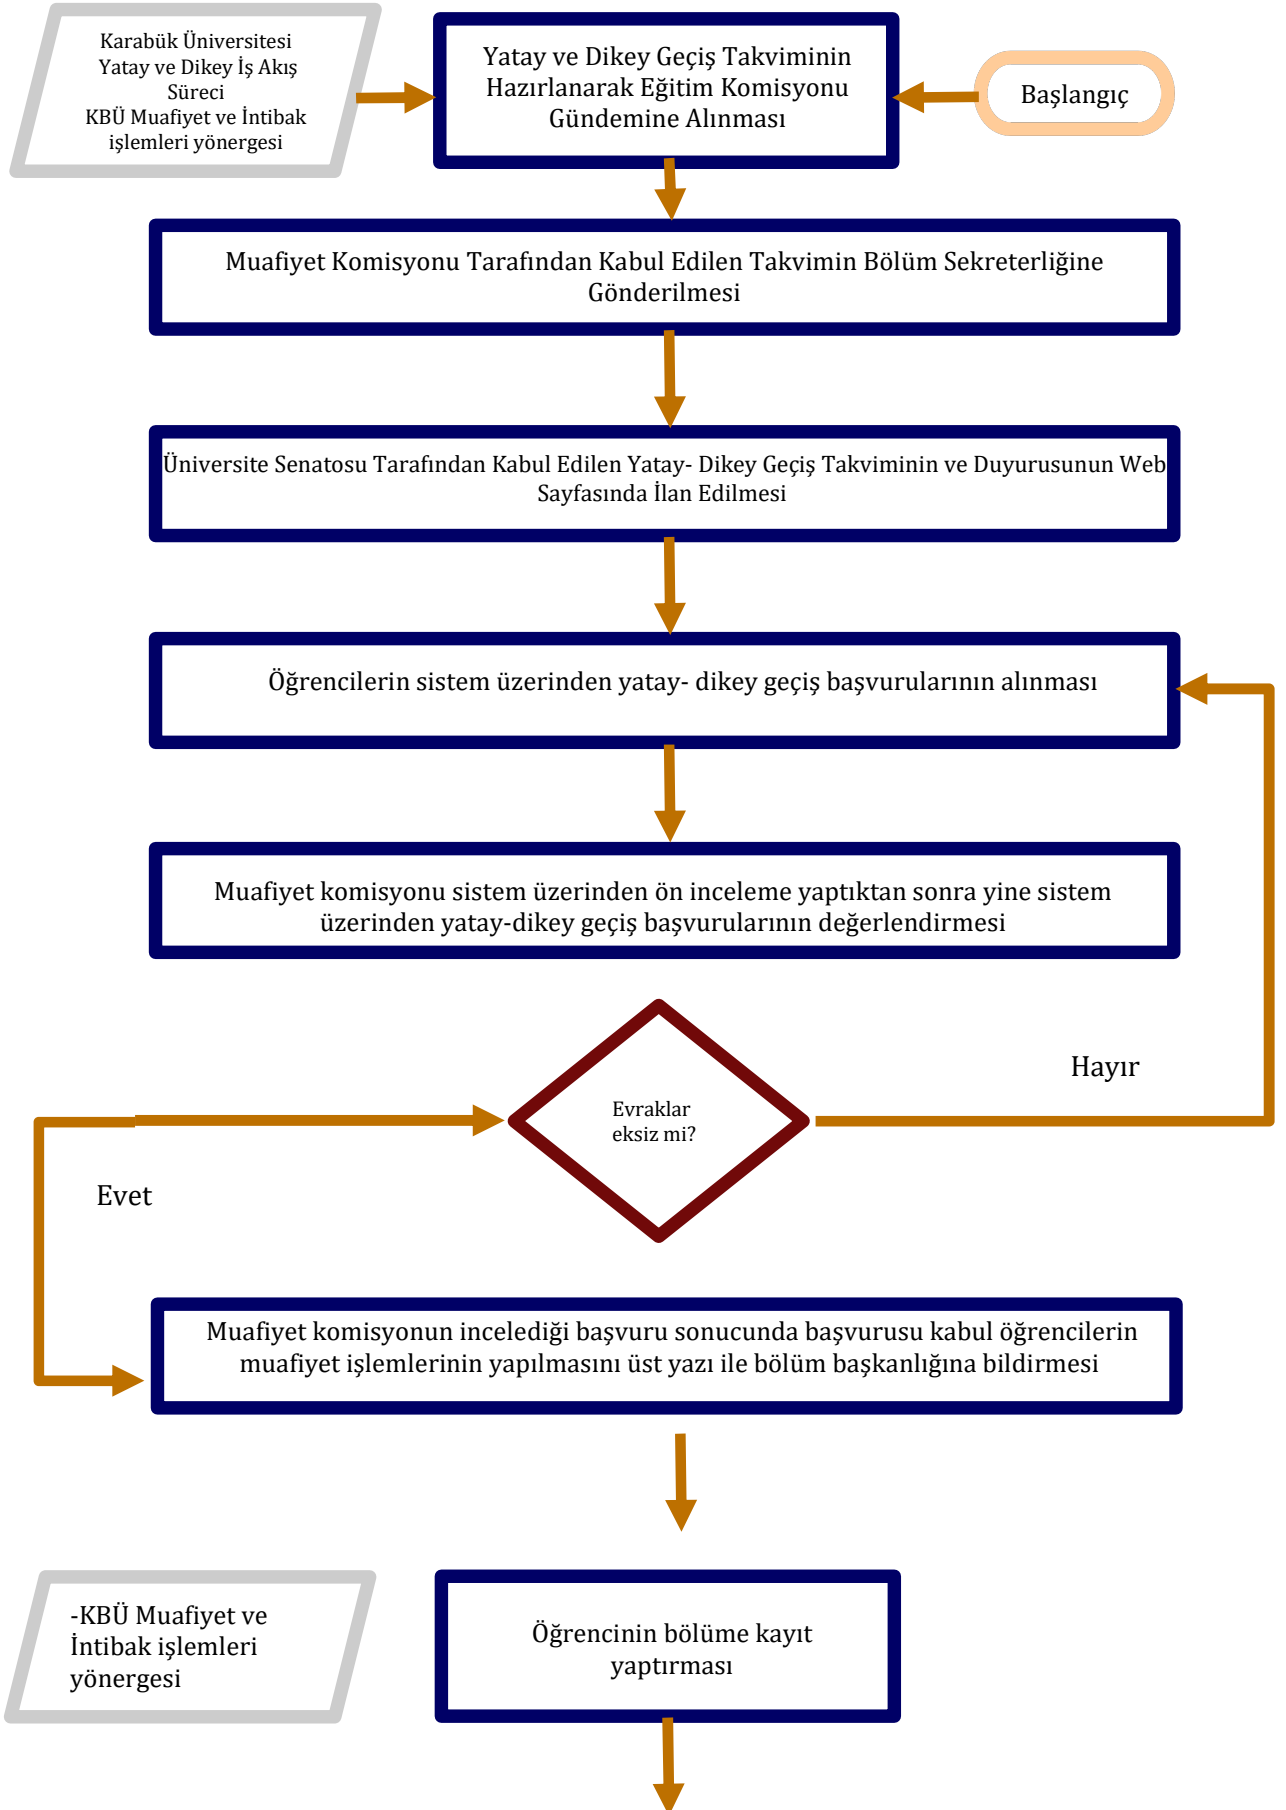 Karabük Üniversitesi
Yatay ve Dikey İş Akış
Süreci
KBÜ Muafiyet ve İntibak
işlemleri yönergesi
Yatay ve Dikey Geçiş Takviminin
Hazırlanarak Eğitim Komisyonu
Gündemine Alınması
Başlangıç
Muafiyet Komisyonu Tarafından Kabul Edilen Takvimin Bölüm Sekreterliğine
Gönderilmesi
Üniversite Senatosu Tarafından Kabul Edilen Yatay- Dikey Geçiş Takviminin ve Duyurusunun Web
Sayfasında İlan Edilmesi
Öğrencilerin sistem üzerinden yatay- dikey geçiş başvurularının alınması
Muafiyet komisyonu sistem üzerinden ön inceleme yaptıktan sonra yine sistem
üzerinden yatay-dikey geçiş başvurularının değerlendirmesi
Hayır
Evraklar
eksiz mi?
Evet
Muafiyet komisyonun incelediği başvuru sonucunda başvurusu kabul öğrencilerin
muafiyet işlemlerinin yapılmasını üst yazı ile bölüm başkanlığına bildirmesi
-KBÜ Muafiyet ve
İntibak işlemleri
yönergesi
Öğrencinin bölüme kayıt
yaptırması